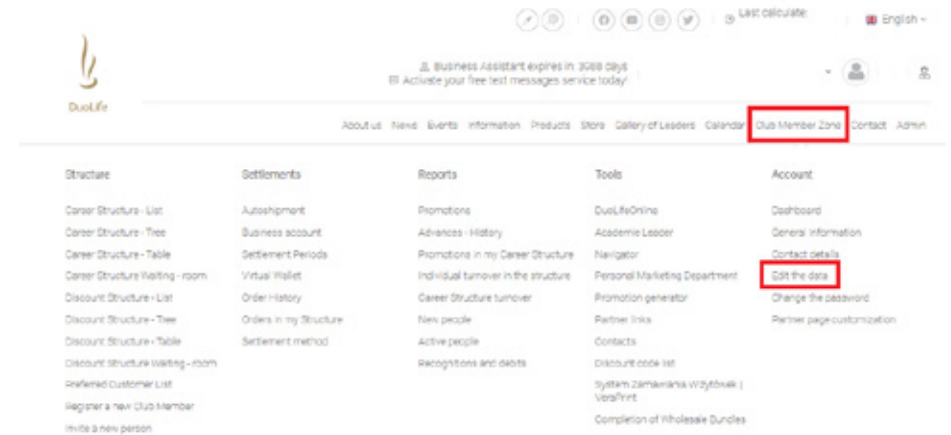 Last calculate:
English
Business Assistant expires in: 3988 days
Activate your free text messages service today!
DuoLife
About us News Events Information Products Store Gallery of Leaders Calendar Club Member Zone Contact Admin
Structure
Career Structure - List
Career Structure - Tree
Career Structure - Table
Career Structure Waiting - room
Discount Structure - List
Discount Structure - Tree
Discount Structure - Table
Discount Structure Waiting - room
Preferred Customer List
Register a new Club Member
Invite a new person
Settlements
Autoshipment
Business account
Settlement Periods
Virtual Wallet
Order History
Orders in my Structure
Settlement method
Reports
Promotions
Advances - History
Promotions in my Career Structure
Individual turnover in the structure
Career Structure turnover
New people
Active people
Recognitions and debits
Tools
DuoLifeOnline
Academie Leader
Navigator
Personal Marketing Department
Promotion generator
Partner links
Contacts
Discount code list
System Zamawiania Wizytówek |
VeraPrint
Completion of Wholesale Bundles
Account
Dashboard
General information
Contact details
Edit the data
Change the password
Partner page customization